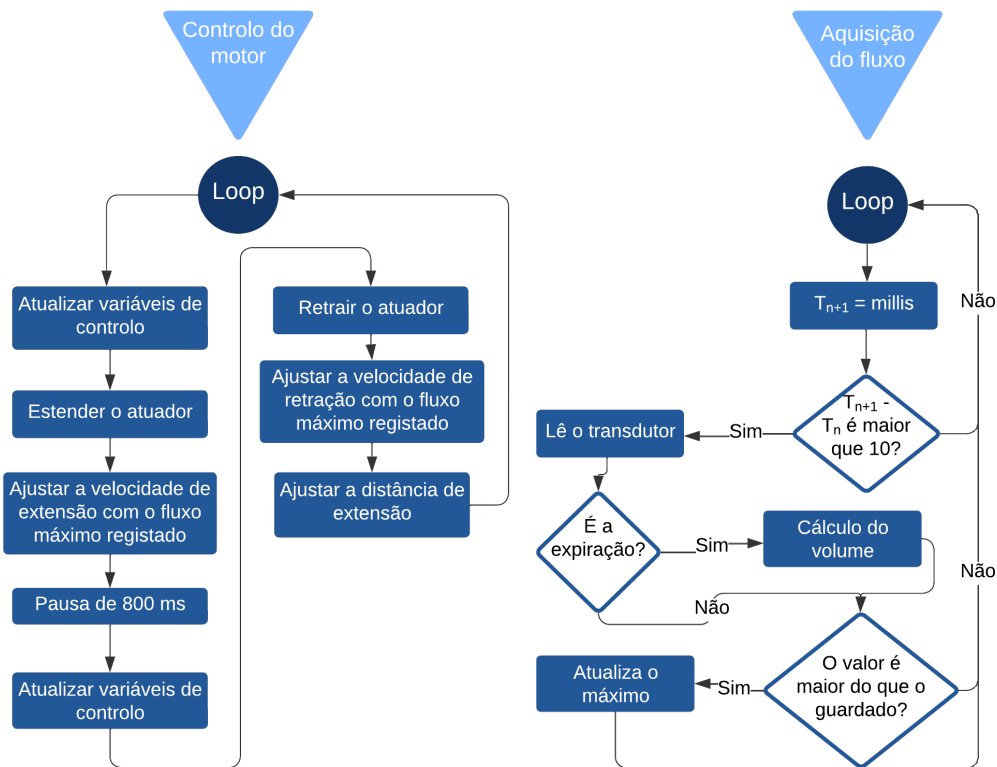 Controlo do
motor
Loop
Atualizar variáveis de
controlo
Estender o atuador
Ajustar a velocidade de
extensão com o fluxo
máximo registado
Pausa de 800 ms
Atualizar variáveis de
controlo
Retrair o atuador
Ajustar a velocidade de
retração com o fluxo
máximo registado
Ajustar a distância de
extensão
Aquisição
do fluxo
Loop
Tn+1 = millis
Não
Tn+1 -
Tn é maior
que 10?
Sim
Lê o transdutor
É a
expiração?
Sim
Cálculo do
volume
Não
Não
O valor é
maior do que o
guardado?
Sim
Atualiza o
máximo